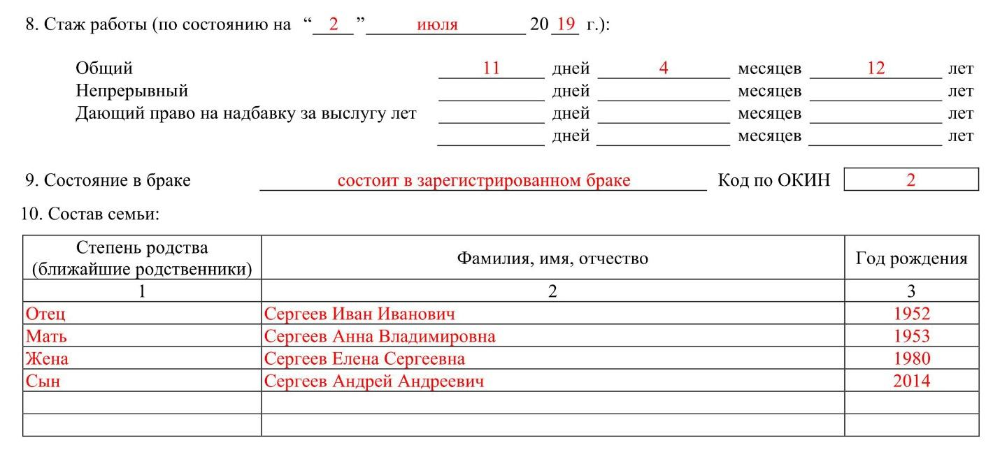 8. Стаж работы (по состоянию на “ 2 ” июля 20 19 г.):
Общий 11 дней 4 месяцев 12 лет
Непрерывный дней месяцев лет
Дающий право на надбавку за выслугу лет дней месяцев лет
дней месяцев лет
9. Состояние в браке состоит в зарегистрированном браке Код по ОКИН 2
10. Состав семьи:
Степень родства
(ближайшие родственники) Фамилия, имя, отчество Год рождения
1 2 3
Отец Сергеев Иван Иванович 1952
Мать Сергеев Анна Владимировна 1953
Жена Сергеев Елена Сергеевна 1980
Сын Сергеев Андрей Андреевич 2014